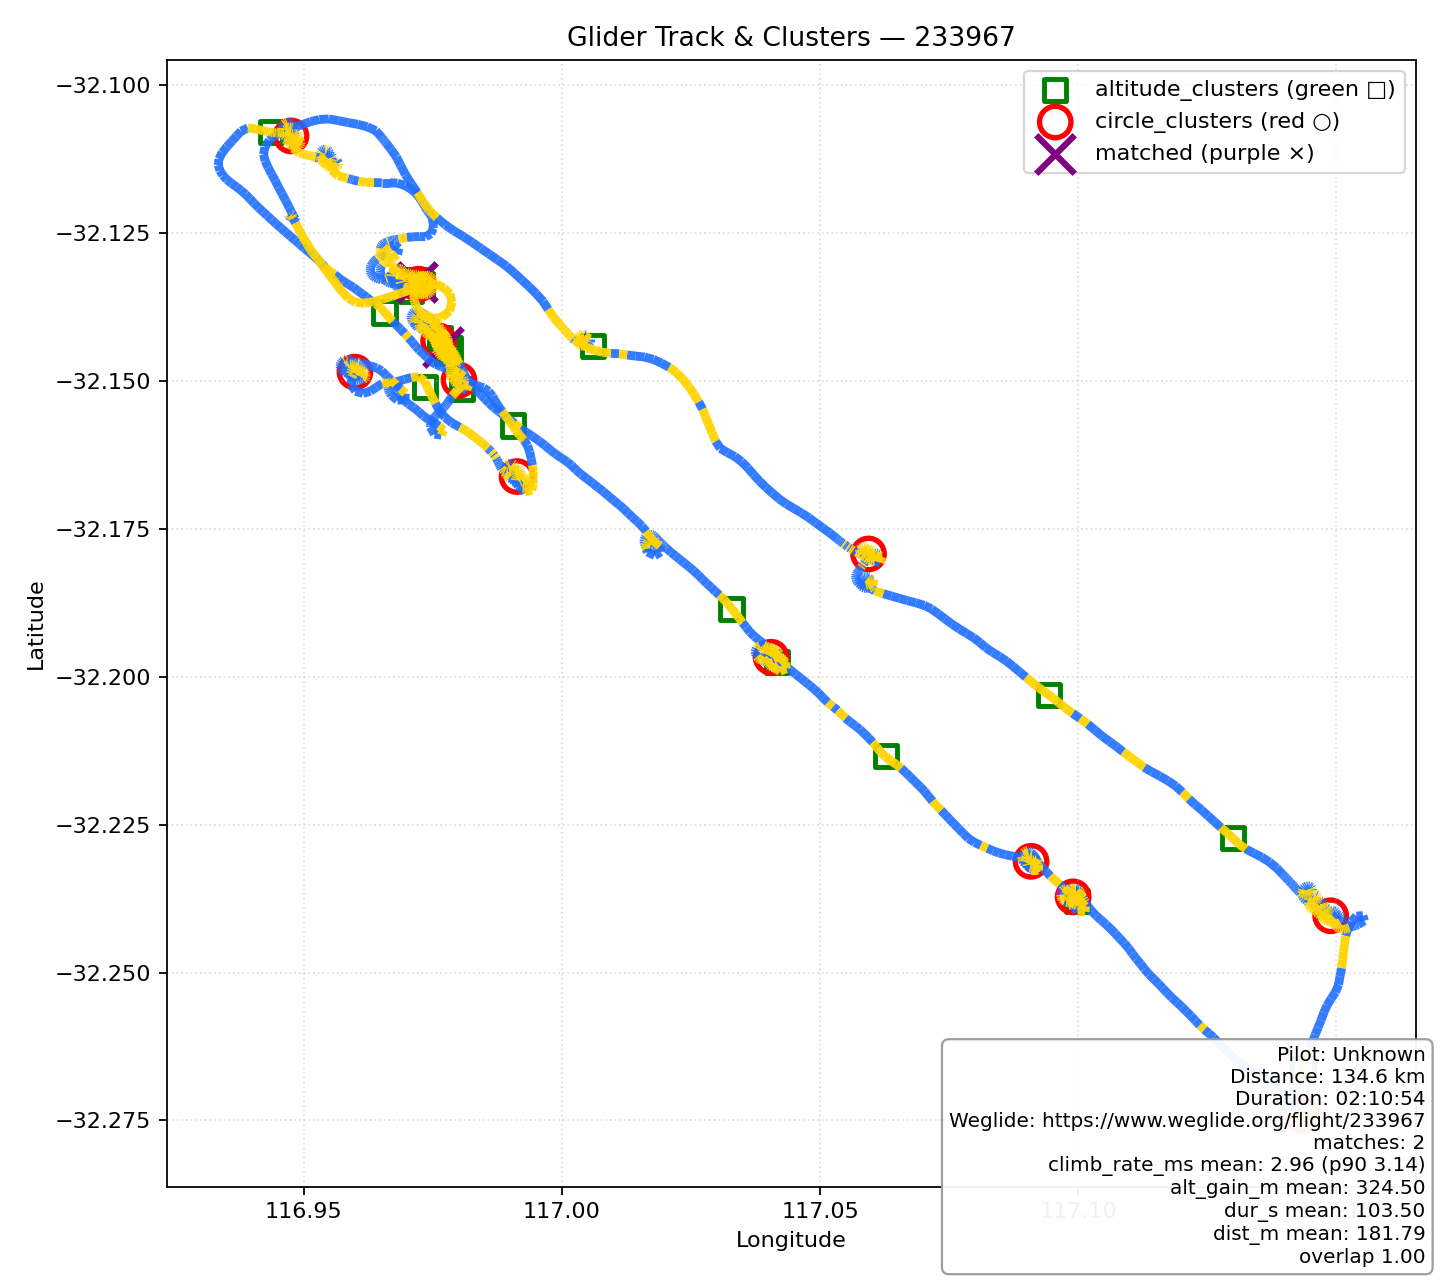 Glider Track & Clusters — 233967
altitude_clusters (green □)
circle_clusters (red ○)
matched (purple ×)
−32.100
−32.125
−32.150
−32.175
−32.200
−32.225
−32.250
−32.275
Latitude
116.95
117.00
117.05
117.10
Longitude
Pilot: Unknown
Distance: 134.6 km
Duration: 02:10:54
Weglide: https://www.weglide.org/flight/233967
matches: 2
climb_rate_ms mean: 2.96 (p90 3.14)
alt_gain_m mean: 324.50
dur_s mean: 103.50
dist_m mean: 181.79
overlap 1.00